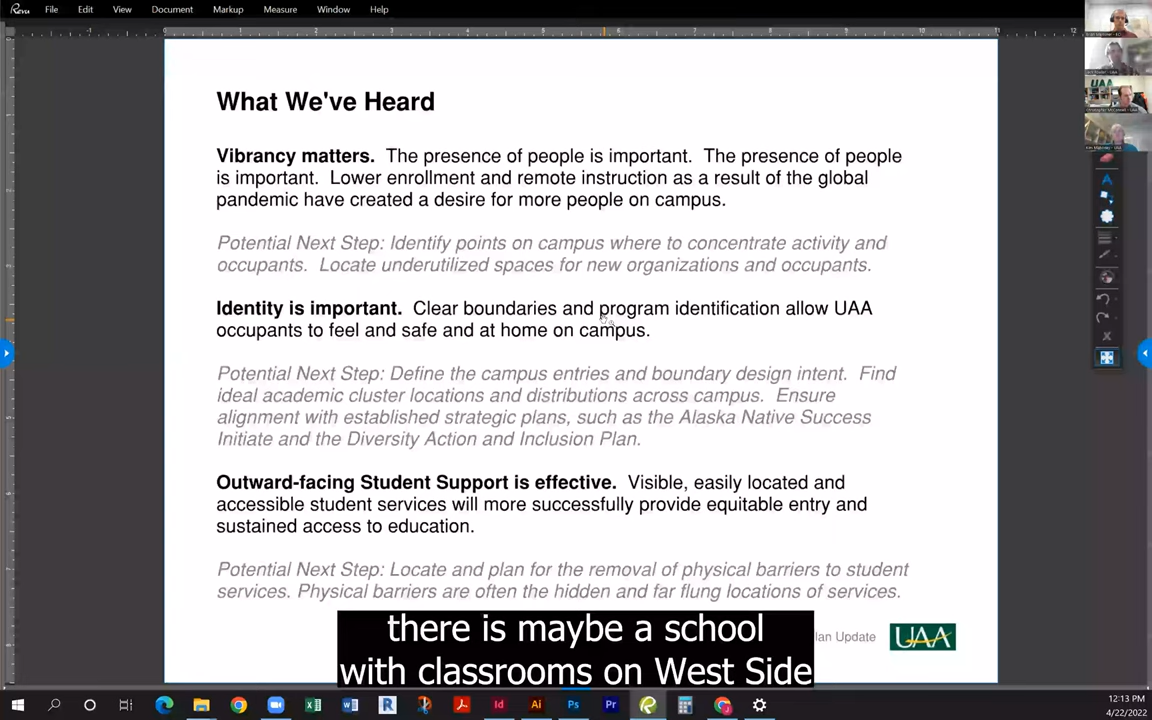 Revu File Edit View Document Markup Measure Window Help
What We've Heard
Vibrancy matters. The presence of people is important. The presence of people
is important. Lower enrollment and remote instruction as a result of the global
pandemic have created a desire for more people on campus.
Potential Next Step: Identify points on campus where to concentrate activity and
occupants. Locate underutilized spaces for new organizations and occupants.
Identity is important. Clear boundaries and program identification allow UAA
occupants to feel and safe and at home on campus.
Potential Next Step: Define the campus entries and boundary design intent. Find
ideal academic cluster locations and distributions across campus. Ensure
alignment with established strategic plans, such as the Alaska Native Success
Initiate and the Diversity Action and Inclusion Plan.
Outward-facing Student Support is effective. Visible, easily located and
accessible student services will more successfully provide equitable entry and
sustained access to education.
Potential Next Step: Locate and plan for the removal of physical barriers to student
services. Physical barriers are often the hidden and far flung locations of services.
lan Update UAA
there is maybe a school
with classrooms on West Side
12:13 PM
4/22/2022